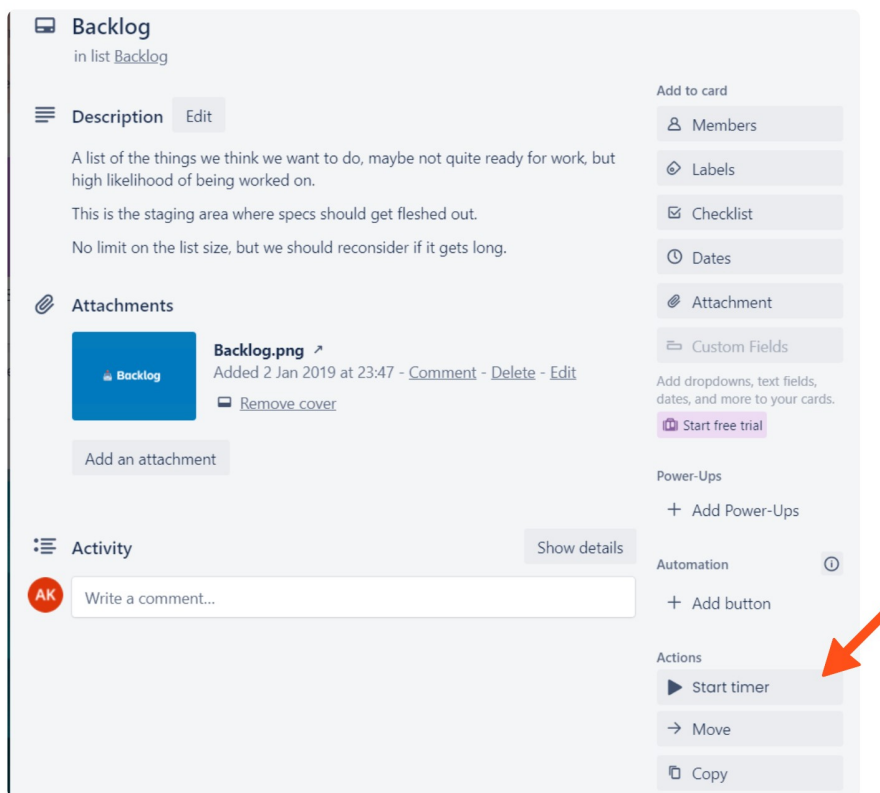 Backlog
in list Backlog
Description Edit
A list of the things we think we want to do, maybe not quite ready for work, but
high likelihood of being worked on.
This is the staging area where specs should get fleshed out.
No limit on the list size, but we should reconsider if it gets long.
Attachments
Backlog
Backlog.png ↗
Added 2 Jan 2019 at 23:47 - Comment - Delete - Edit
Remove cover
Add an attachment
Activity Show details
AK
Write a comment...
Add to card
Members
Labels
Checklist
Dates
Attachment
Custom Fields
Add dropdowns, text fields,
dates, and more to your cards.
Start free trial
Power-Ups
+ Add Power-Ups
Automation
+ Add button
Actions
Start timer
→ Move
Copy